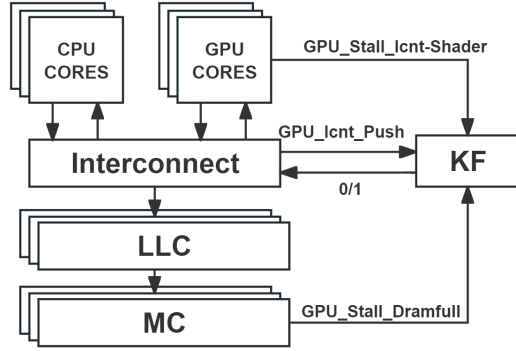 CPU
CORES
GPU
CORES
GPU_Stall_Icnt-Shader
GPU_Icnt_Push
Interconnect
KF
0/1
LLC
MC
GPU_Stall_Dramfull